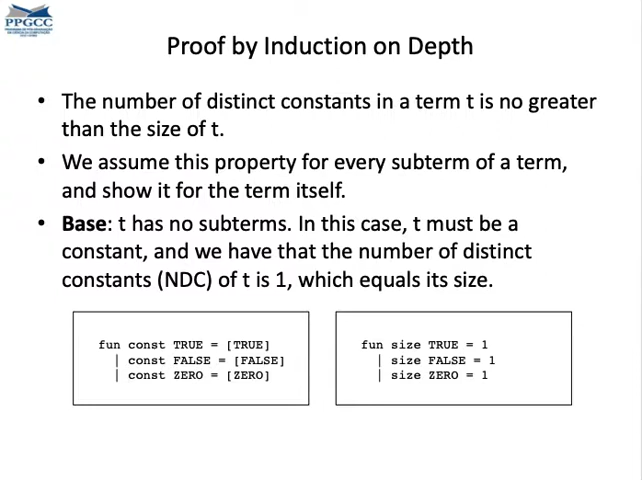 PPGCC
Proof by Induction on Depth
• The number of distinct constants in a term t is no greater
than the size of t.
• We assume this property for every subterm of a term,
and show it for the term itself.
• Base: t has no subterms. In this case, t must be a
constant, and we have that the number of distinct
constants (NDC) of t is 1, which equals its size.
fun const TRUE = [TRUE]
| const FALSE = [FALSE]
| const ZERO = [ZERO]
fun size TRUE = 1
| size FALSE = 1
| size ZERO = 1